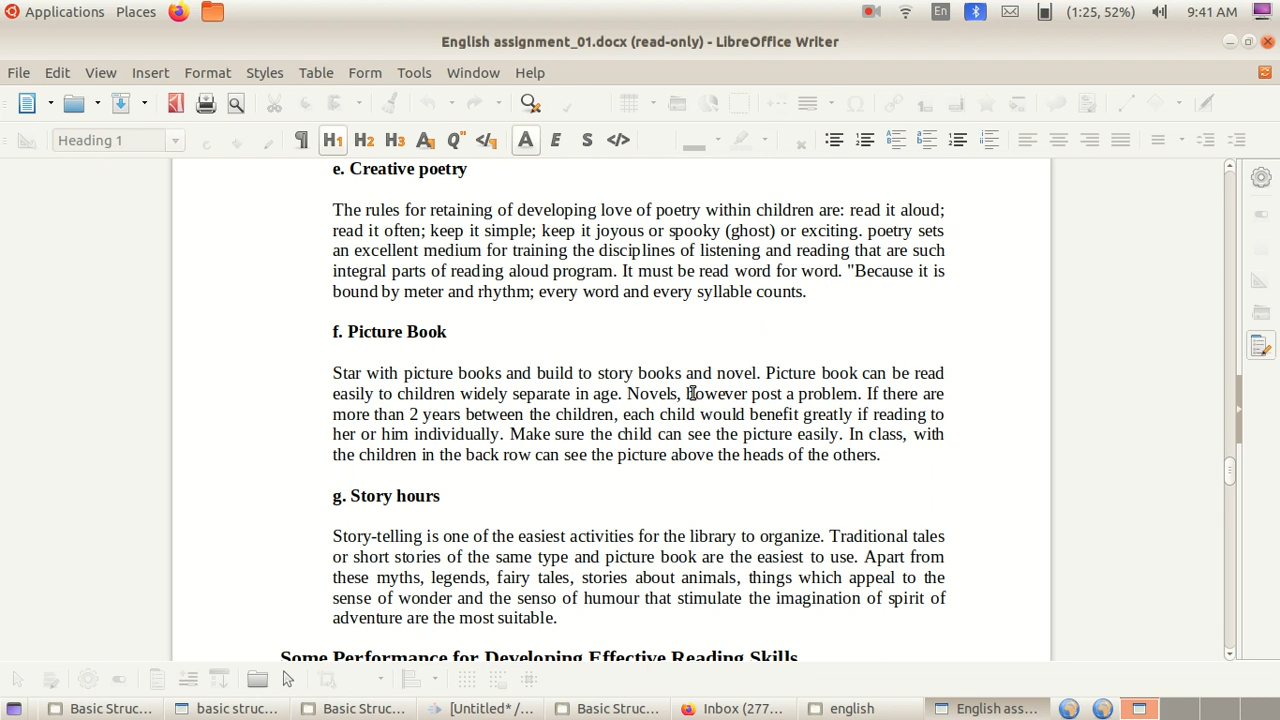 Applications Places En (1:25, 52%) 9:41 AM
English assignment_01.docx (read-only) - LibreOffice Writer
File Edit View Insert Format Styles Table Form Tools Window Help
Heading 1
e. Creative poetry
The rules for retaining of developing love of poetry within children are: read it aloud;
read it often; keep it simple; keep it joyous or spooky (ghost) or exciting. poetry sets
an excellent medium for training the disciplines of listening and reading that are such
integral parts of reading aloud program. It must be read word for word. "Because it is
bound by meter and rhythm; every word and every syllable counts.
f. Picture Book
Star with picture books and build to story books and novel. Picture book can be read
easily to children widely separate in age. Novels, however post a problem. If there are
more than 2 years between the children, each child would benefit greatly if reading to
her or him individually. Make sure the child can see the picture easily. In class, with
the children in the back row can see the picture above the heads of the others.
g. Story hours
Story-telling is one of the easiest activities for the library to organize. Traditional tales
or short stories of the same type and picture book are the easiest to use. Apart from
these myths, legends, fairy tales, stories about animals, things which appeal to the
sense of wonder and the senso of humour that stimulate the imagination of spirit of
adventure are the most suitable.
Some Performance for Developing Effective Reading Skills
Basic Struc... basic struc... Basic Struc... [Untitled* /... Basic Struc... Inbox (277... english English ass...